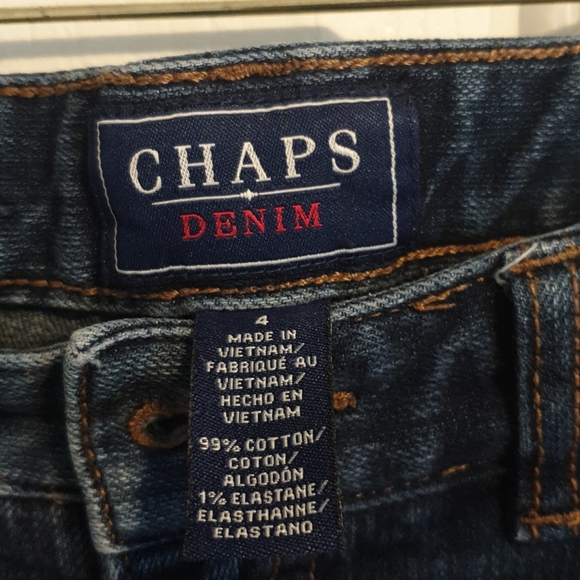 CHAPS
DENIM
4
MADE IN
VIETNAM/
FABRIQUÉ AU
VIETNAM/
HECHO EN
VIETNAM
99% COTTON/
COTON/
ALGODÓN
1% ELASTANE/
ELASTHANNE/
ELASTANO